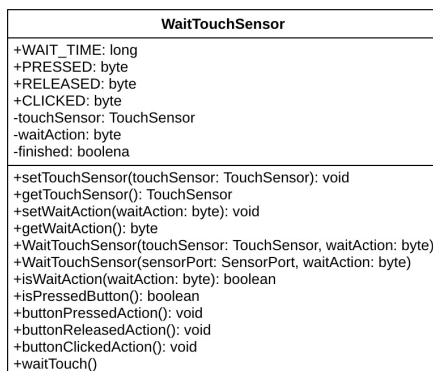 WaitTouchSensor
+WAIT_TIME: long
+PRESSED: byte
+RELEASED: byte
+CLICKED: byte
-touchSensor: TouchSensor
-waitAction: byte
-finished: boolena
+setTouchSensor(touchSensor: TouchSensor): void
+getTouchSensor(): TouchSensor
+setWaitAction(waitAction: byte): void
+getWaitAction(): byte
+WaitTouchSensor(touchSensor: TouchSensor, waitAction: byte)
+WaitTouchSensor(sensorPort: SensorPort, waitAction: byte)
+isWaitAction(waitAction: byte): boolean
+isPressedButton(): boolean
+buttonPressedAction(): void
+buttonReleasedAction(): void
+buttonClickedAction(): void
+waitTouch()